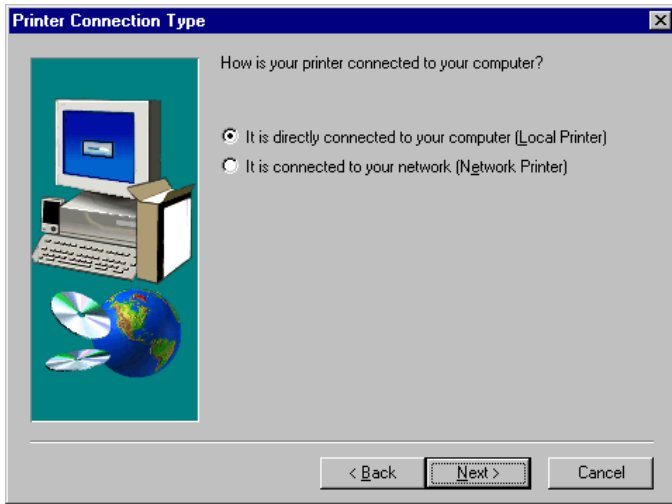 Printer Connection Type
How is your printer connected to your computer?
It is directly connected to your computer (Local Printer)
It is connected to your network (Network Printer)
< Back
Next >
Cancel